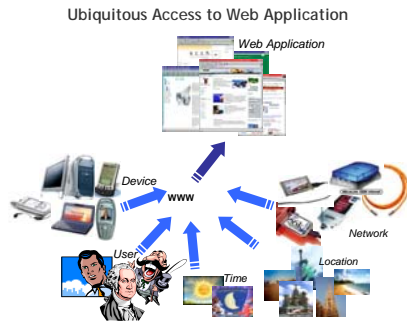 Ubiquitous Access to Web Application
Web Application
Device
WWW
Network
User
Time
Location